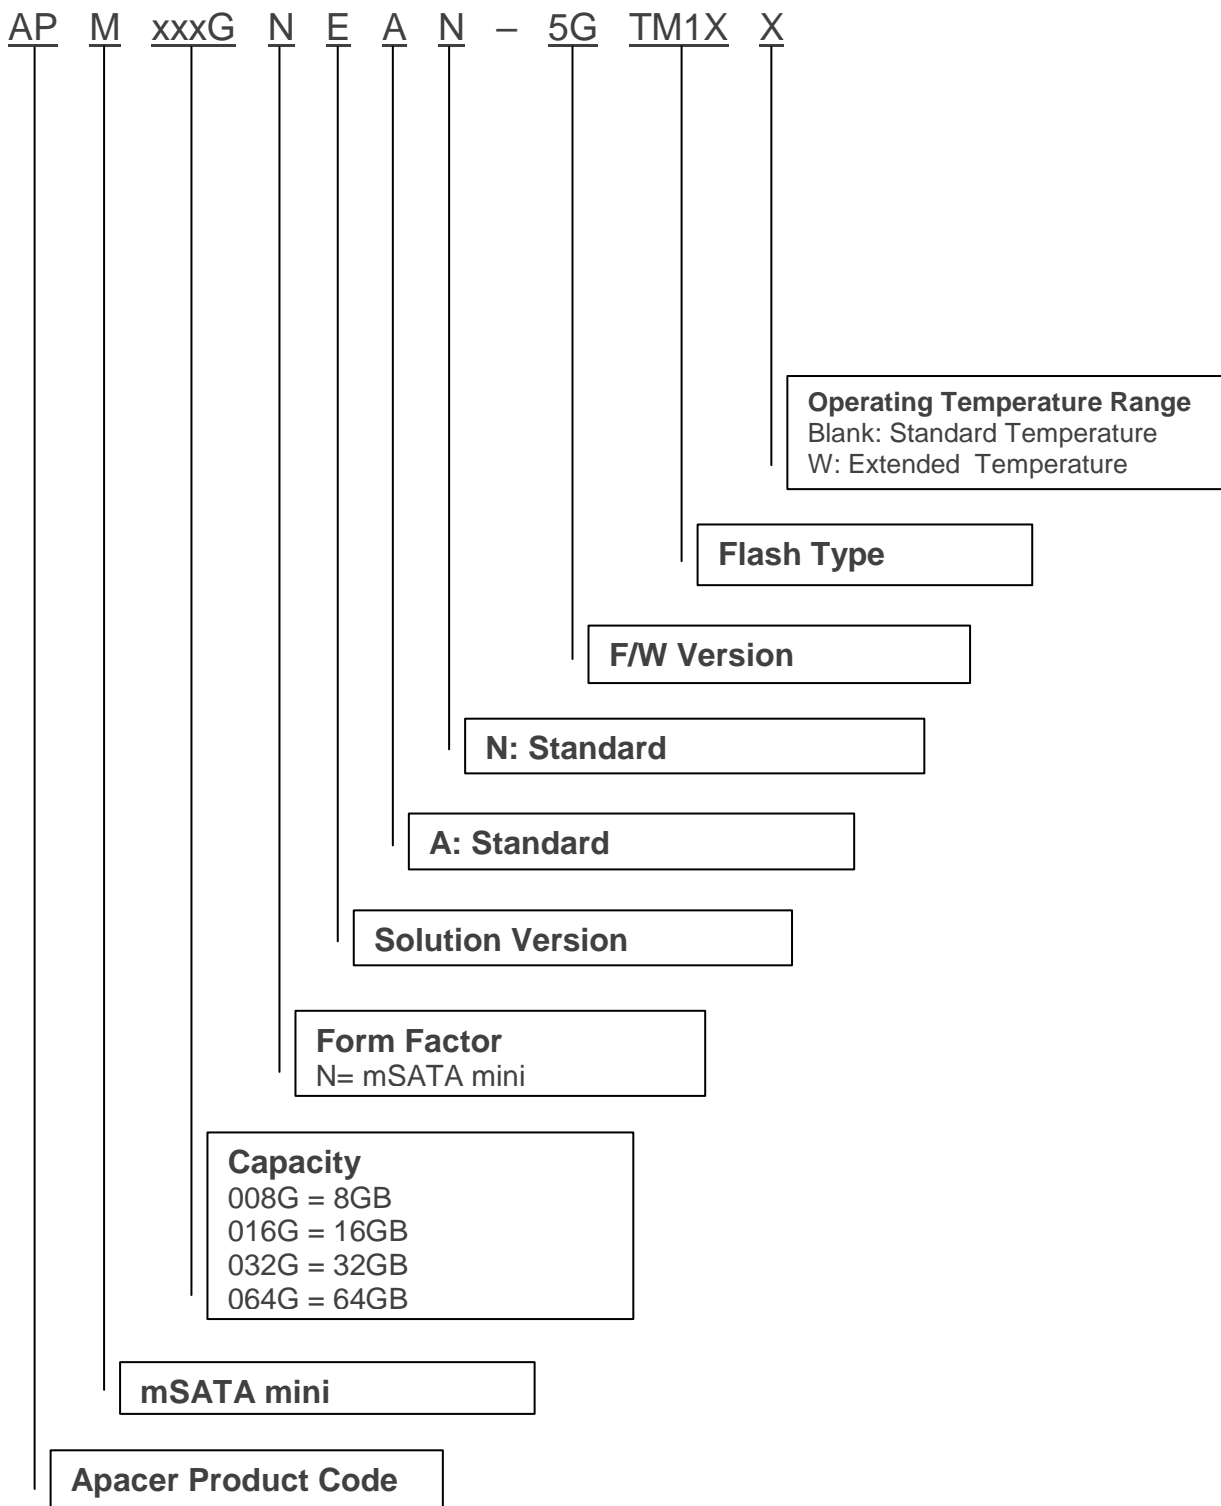 AP M xxxG N E A N – 5G TM1X X
Operating Temperature Range
Blank: Standard Temperature
W: Extended Temperature
Flash Type
F/W Version
N: Standard
A: Standard
Solution Version
Form Factor
N= mSATA mini
Capacity
008G = 8GB
016G = 16GB
032G = 32GB
064G = 64GB
mSATA mini
Apacer Product Code